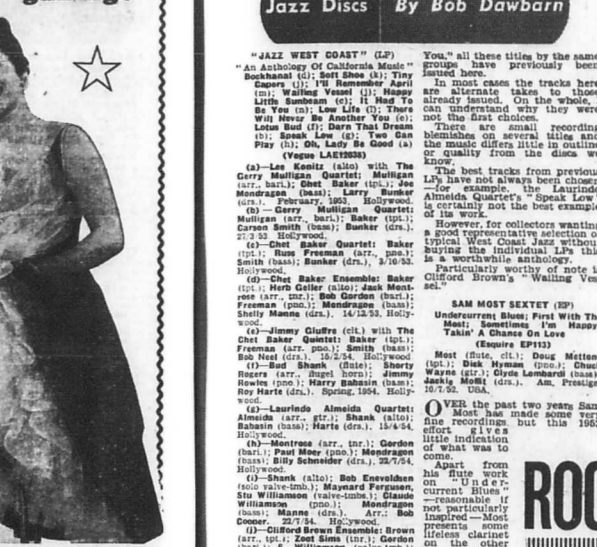 Jazz Discs By Bob Dawbarn
"JAZZ WEST COAST" (LP)
"An Anthology Of California Music"
Bockhanal (d); Soft Shoe (k); Tiny
Capers (j); I'll Remember April
(m); Wailing Vessel (j); Happy
Little Sunbeam (e); It Had To
Be You (n); Low Life (l); There
Will Never Be Another You (e);
Lotus Bud (f); Darn That Dream
(b); Speak Low (g); Two Can
Play (h); Oh, Lady Be Good (a)
(Vogue LAE12038)
(a)—Lee Konitz (alto) with The
Gerry Mulligan Quartet: Mulligan
(arr., bari.); Chet Baker (tpt.); Joe
Mondragon (bass); Larry Bunker
(drs.). February, 1953, Hollywood.
(b)—Gerry Mulligan Quartet:
Mulligan (arr., bari.); Baker (tpt.);
Carson Smith (bass); Bunker (drs.).
27/3/53 Hollywood.
(c)—Chet Baker Quartet: Baker
(tpt.); Russ Freeman (arr., pno.);
Smith (bass); Bunker (drs.), 3/10/53.
Hollywood.
(d)—Chet Baker Ensemble: Baker
(tpt.); Herb Geller (alto); Jack Mont-
rose (arr., tnr.); Bob Gordon (bari.);
Freeman (pno.); Mondragon (bass);
Shelly Manne (drs.). 14/12/53, Holly-
wood.
(e)—Jimmy Giuffre (clt.) with The
Chet Baker Quintet: Baker (tpt.);
Freeman (arr. pno.); Smith (bass);
Bob Neel (drs.). 15/2/54. Hollywood
(f)—Bud Shank (flute); Shorty
Rogers (arr., flugel horn); Jimmy
Rowles (pno.); Harry Babasin (bass);
Roy Harte (drs.). Spring, 1954, Holly-
wood.
(g)—Laurindo Almeida Quartet:
Almeida (arr., gtr.); Shank (alto);
Babasin (bass); Harte (drs.). 15/4/54,
Hollywood.
(h)—Montrose (arr., tnr.); Gordon
(bari.); Paul Moer (pno.); Mondragon
(bass); Billy Schneider (drs.), 22/7/54.
Hollywood.
(i)—Shank (alto); Bob Enevoldsen
(solo valve-tmb.); Maynard Ferguson,
Stu Williamson (valve-tmbs.); Claude
Williamson (pno.); Mondragon
(bass); Manne (drs.). Arr.: Bob
Cooper. 22/7/54. Hollywood.
(j)—Clifford Brown Ensemble: Brown
(arr., tpt.); Zoot Sims (tnr.); Gordon
You," all these titles by the same
groups have previously been
issued here.
In most cases the tracks here
are alternate takes to those
already issued. On the whole, I
can understand why they were
not the first choices.
There are small recording
blemishes on several titles and
the music differs little in outline
or quality from the discs we
know.
The best tracks from previous
LPs have not always been chosen
—for example, the Laurindo
Almeida Quartet's "Speak Low"
is certainly not the best example
of its work.
However, for collectors wanting
a good representative selection of
typical West Coast Jazz without
buying the individual LPs this
is a worthwhile anthology.
Particularly worthy of note is
Clifford Brown's "Wailing Ves-
sel."
SAM MOST SEXTET (EP)
Undercurrent Blues; First With The
Most; Sometimes I'm Happy
Takin' A Chance On Love
(Esquire EP113)
Most (flute, clt.); Doug Metton
(tpt.); Dick Hyman (pno.); Chuck
Wayne (gtr.); Clyde Lombardi (bass)
Jackie Moffit (drs.). Am. Prestige
10/7/52. USA.
OVER the past two years Sam
Most has made some very
fine recordings, but this 195
effort gives
little indication
of what was to
come.
Apart from
his flute work
on "Under-
current Blues"
—reasonable if
not particularly
inspired—Most
presents some
lifeless clarinet
on the other
ROC